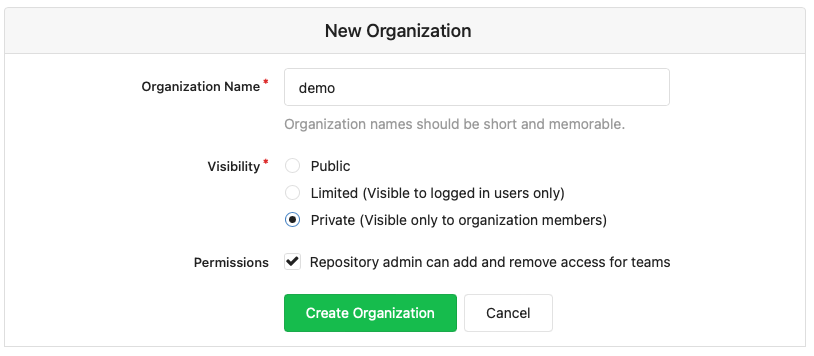 New Organization
Organization Name *
demo
Organization names should be short and memorable.
Visibility *
Public
Limited (Visible to logged in users only)
Private (Visible only to organization members)
Permissions
Repository admin can add and remove access for teams
Create Organization
Cancel